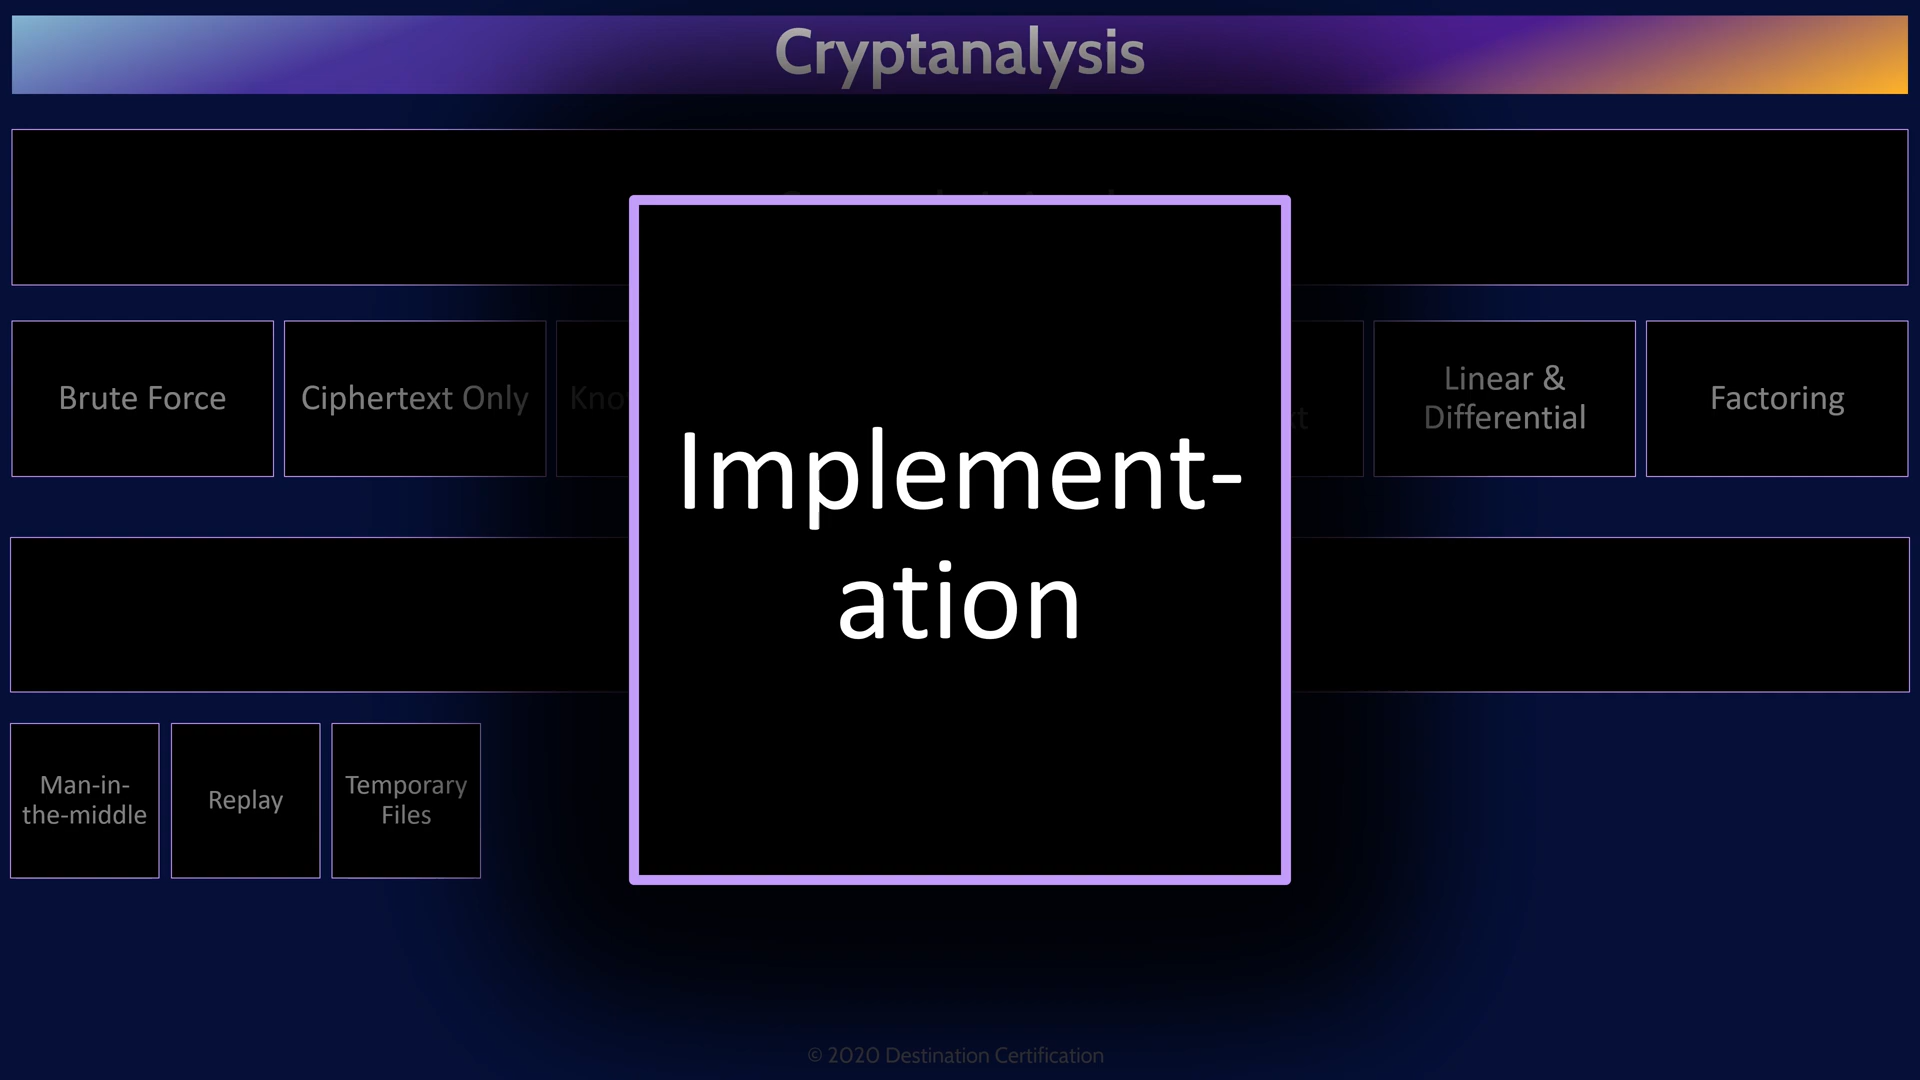 Cryptanalysis
Brute Force
Ciphertext Only
Linear &
Differential
Factoring
Implement-
ation
Man-in-
the-middle
Replay
Temporary
Files
© 2020 Destination Certification